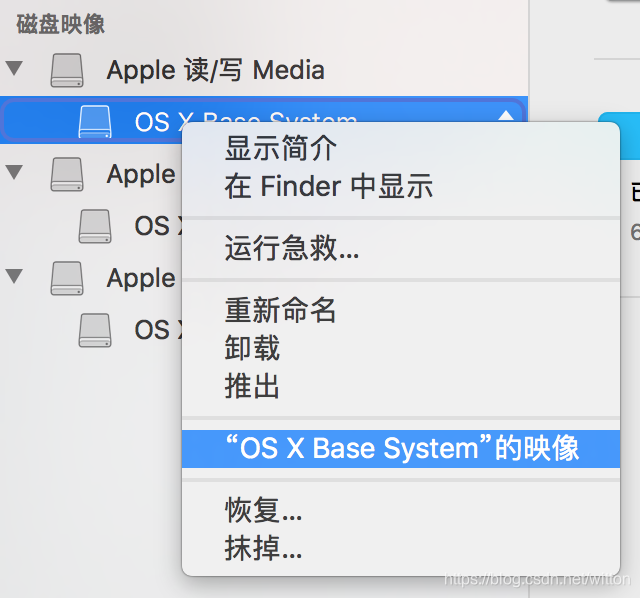 磁盘映像
Apple 读/写 Media
OS X Base System
显示简介
在 Finder 中显示
Apple
OS
运行急救...
Apple
重新命名
OS
卸载
推出
“OS X Base System”的映像
恢复...
抹掉...
https://blog.csdn.net/witton